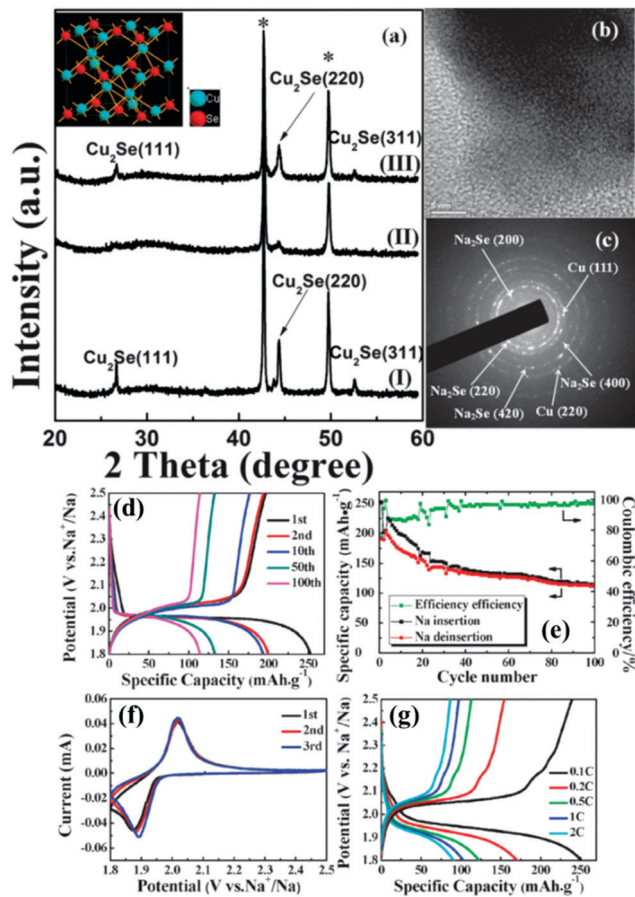 (a)
*
*
Cu
Se
Cu₂Se(220)
Cu₂Se(111)
Cu₂Se(311)
(III)
(II)
Cu₂Se(220)
Cu₂Se(111)
Cu₂Se(311)
(I)
Intensity (a.u.)
20 30 40 50 60
2 Theta (degree)
(b)
(c)
Na₂Se (200)
Cu (111)
Na₂Se (220)
Na₂Se (400)
Na₂Se (420)
Cu (220)
(d)
Potential (V vs.Na⁺/Na)
2.5
2.4
2.3
2.2
2.1
2.0
1.9
1.8
1st
2nd
10th
50th
100th
0 50 100 150 200 250
Specific Capacity (mAh.g⁻¹)
Specific capacity (mAh•g⁻¹)
250
200
150
100
50
0
Efficiency efficiency
Na insertion
Na deinsertion
(e)
100
80
60
40
20
0
Coulombic efficiency/%
0 20 40 60 80 100
Cycle number
(f)
Current (mA)
0.04
0.02
0.00
-0.02
-0.04
-0.06
1st
2nd
3rd
1.8 1.9 2.0 2.1 2.2 2.3 2.4 2.5
Potential (V vs.Na⁺/Na)
(g)
Potential (V vs. Na⁺/Na)
2.5
2.4
2.3
2.2
2.1
2.0
1.9
1.8
0.1C
0.2C
0.5C
1C
2C
0 50 100 150 200 250
Specific Capacity (mAh.g⁻¹)